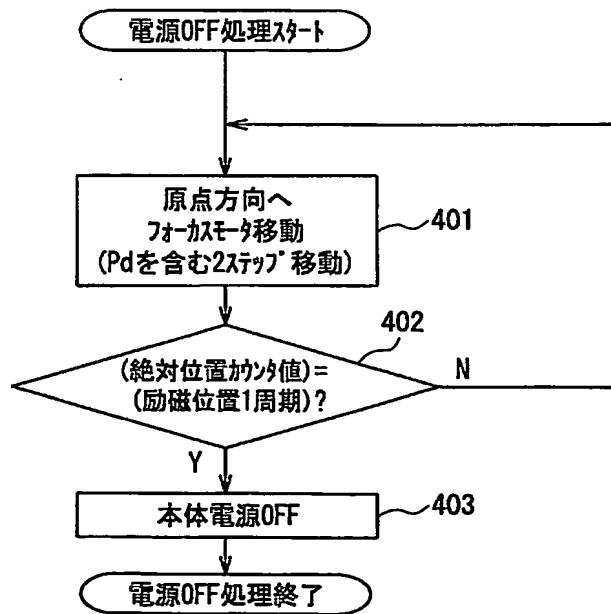 電源OFF処理スタート
原点方向へ
フォーカスモータ移動
(Pdを含む2ステップ移動)
401
402
(絶対位置カウンタ値)=
(励磁位置1周期)?
N
Y
本体電源OFF
403
電源OFF処理終了